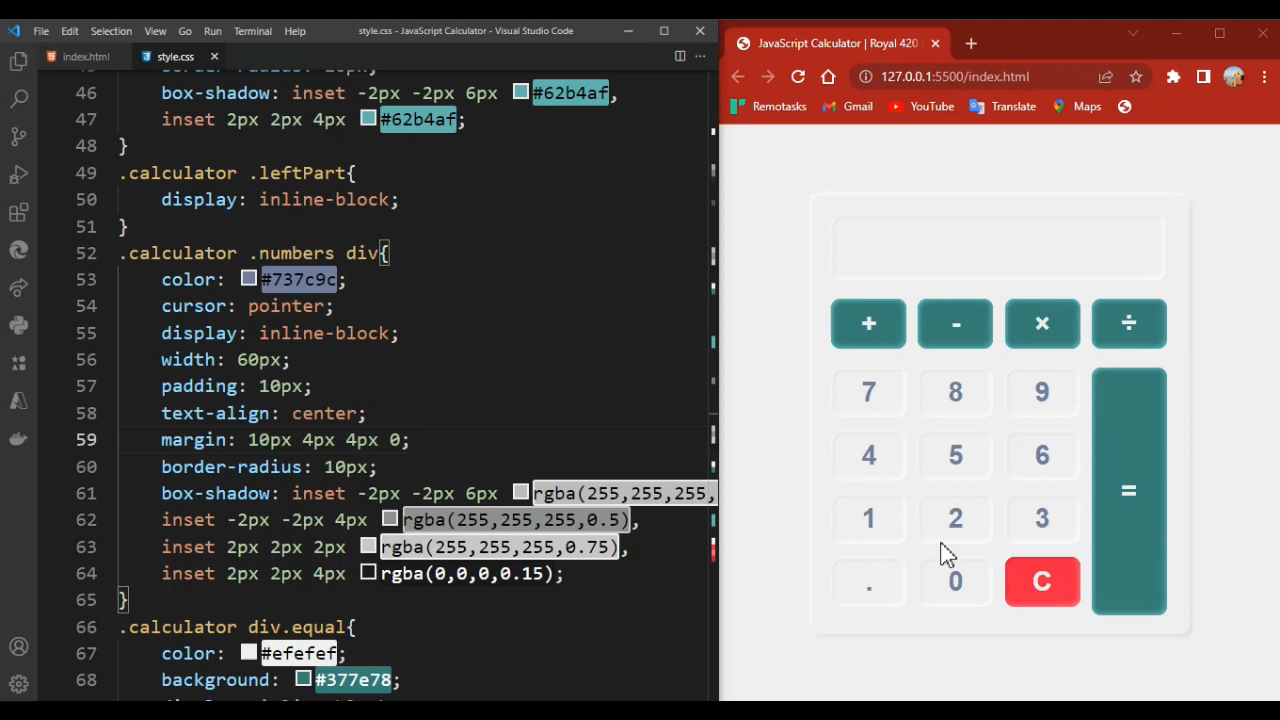 File Edit Selection View Go Run Terminal Help style.css - Visual Studio Code
index.html style.css
46 box-shadow: inset -2px -2px 6px #62b4af,
47 inset 2px 2px 4px #62b4af;
48 }
49 .calculator .leftPart{
50 display: inline-block;
51 }
52 .calculator .numbers div{
53 color: #737c9c;
54 cursor: pointer;
55 display: inline-block;
56 width: 60px;
57 padding: 10px;
58 text-align: center;
59 margin: 10px 4px 4px 0;
60 border-radius: 10px;
61 box-shadow: inset -2px -2px 6px rgba(255,255,255,
62 inset -2px -2px 4px rgba(255,255,255,0.5),
63 inset 2px 2px 2px rgba(255,255,255,0.75),
64 inset 2px 2px 4px rgba(0,0,0,0.15);
65 }
66 .calculator div.equal{
67 color: #efefef;
68 background: #377e78;
JavaScript Calculator | Royal 420
127.0.0.1:5500/index.html
Remotasks Gmail YouTube Translate Maps
+ - × ÷
7 8 9
4 5 6
=
1 2 3
. 0 C